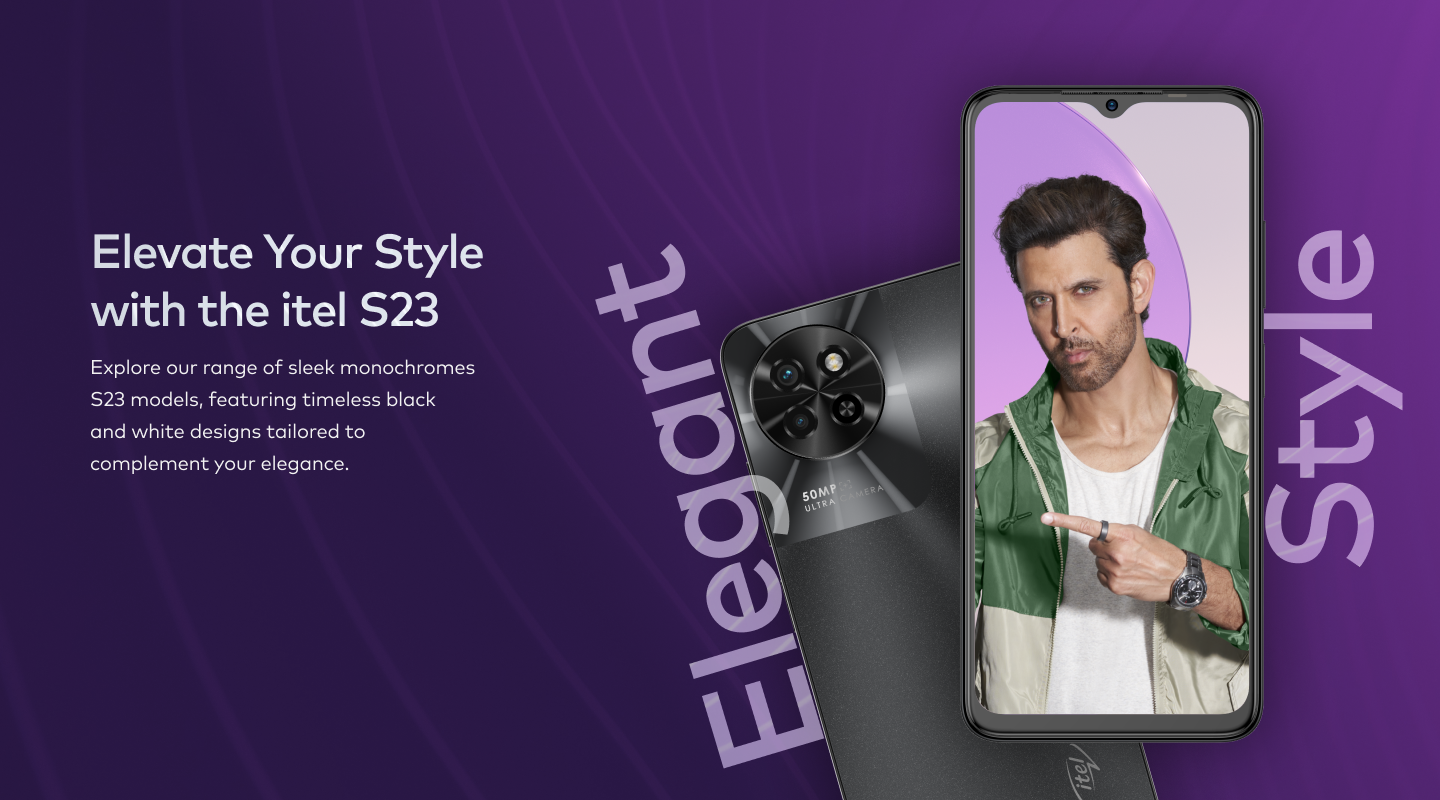 Elevate Your Style
with the itel S23
Explore our range of sleek monochromes
S23 models, featuring timeless black
and white designs tailored to
complement your elegance.
Elegant
50MP
ULTRA CAMERA
itel
Style